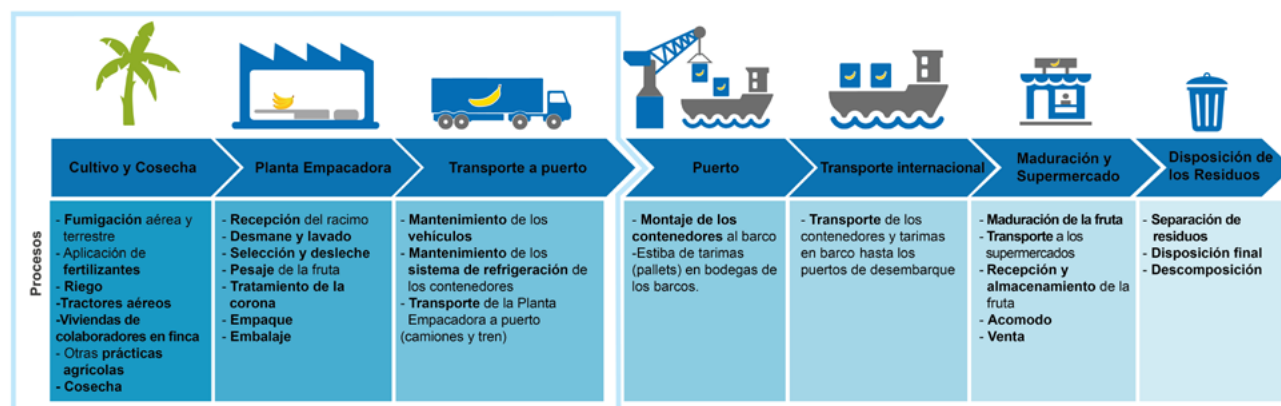 Cultivo y Cosecha
Planta Empacadora
Transporte a puerto
Puerto
Transporte internacional
Maduración y
Supermercado
Disposición de
los Residuos
Procesos
- Fumigación aérea y
terrestre
- Aplicación de
fertilizantes
- Riego
-Tractores aéreos
-Viviendas de
colaboradores en finca
- Otras prácticas
agrícolas
- Cosecha
- Recepción del racimo
- Desmane y lavado
- Selección y desleche
- Pesaje de la fruta
- Tratamiento de la
corona
- Empaque
- Embalaje
- Mantenimiento de los
vehículos
- Mantenimiento de los
sistema de refrigeración de
los contenedores
- Transporte de la Planta
Empacadora a puerto
(camiones y tren)
- Montaje de los
contenedores al barco
-Estiba de tarimas
(pallets) en bodegas de
los barcos.
- Transporte de los
contenedores y tarimas
en barco hasta los
puertos de desembarque
- Maduración de la fruta
- Transporte a los
supermercados
- Recepción y
almacenamiento de la
fruta
- Acomodo
- Venta
- Separación de
residuos
- Disposición final
- Descomposición